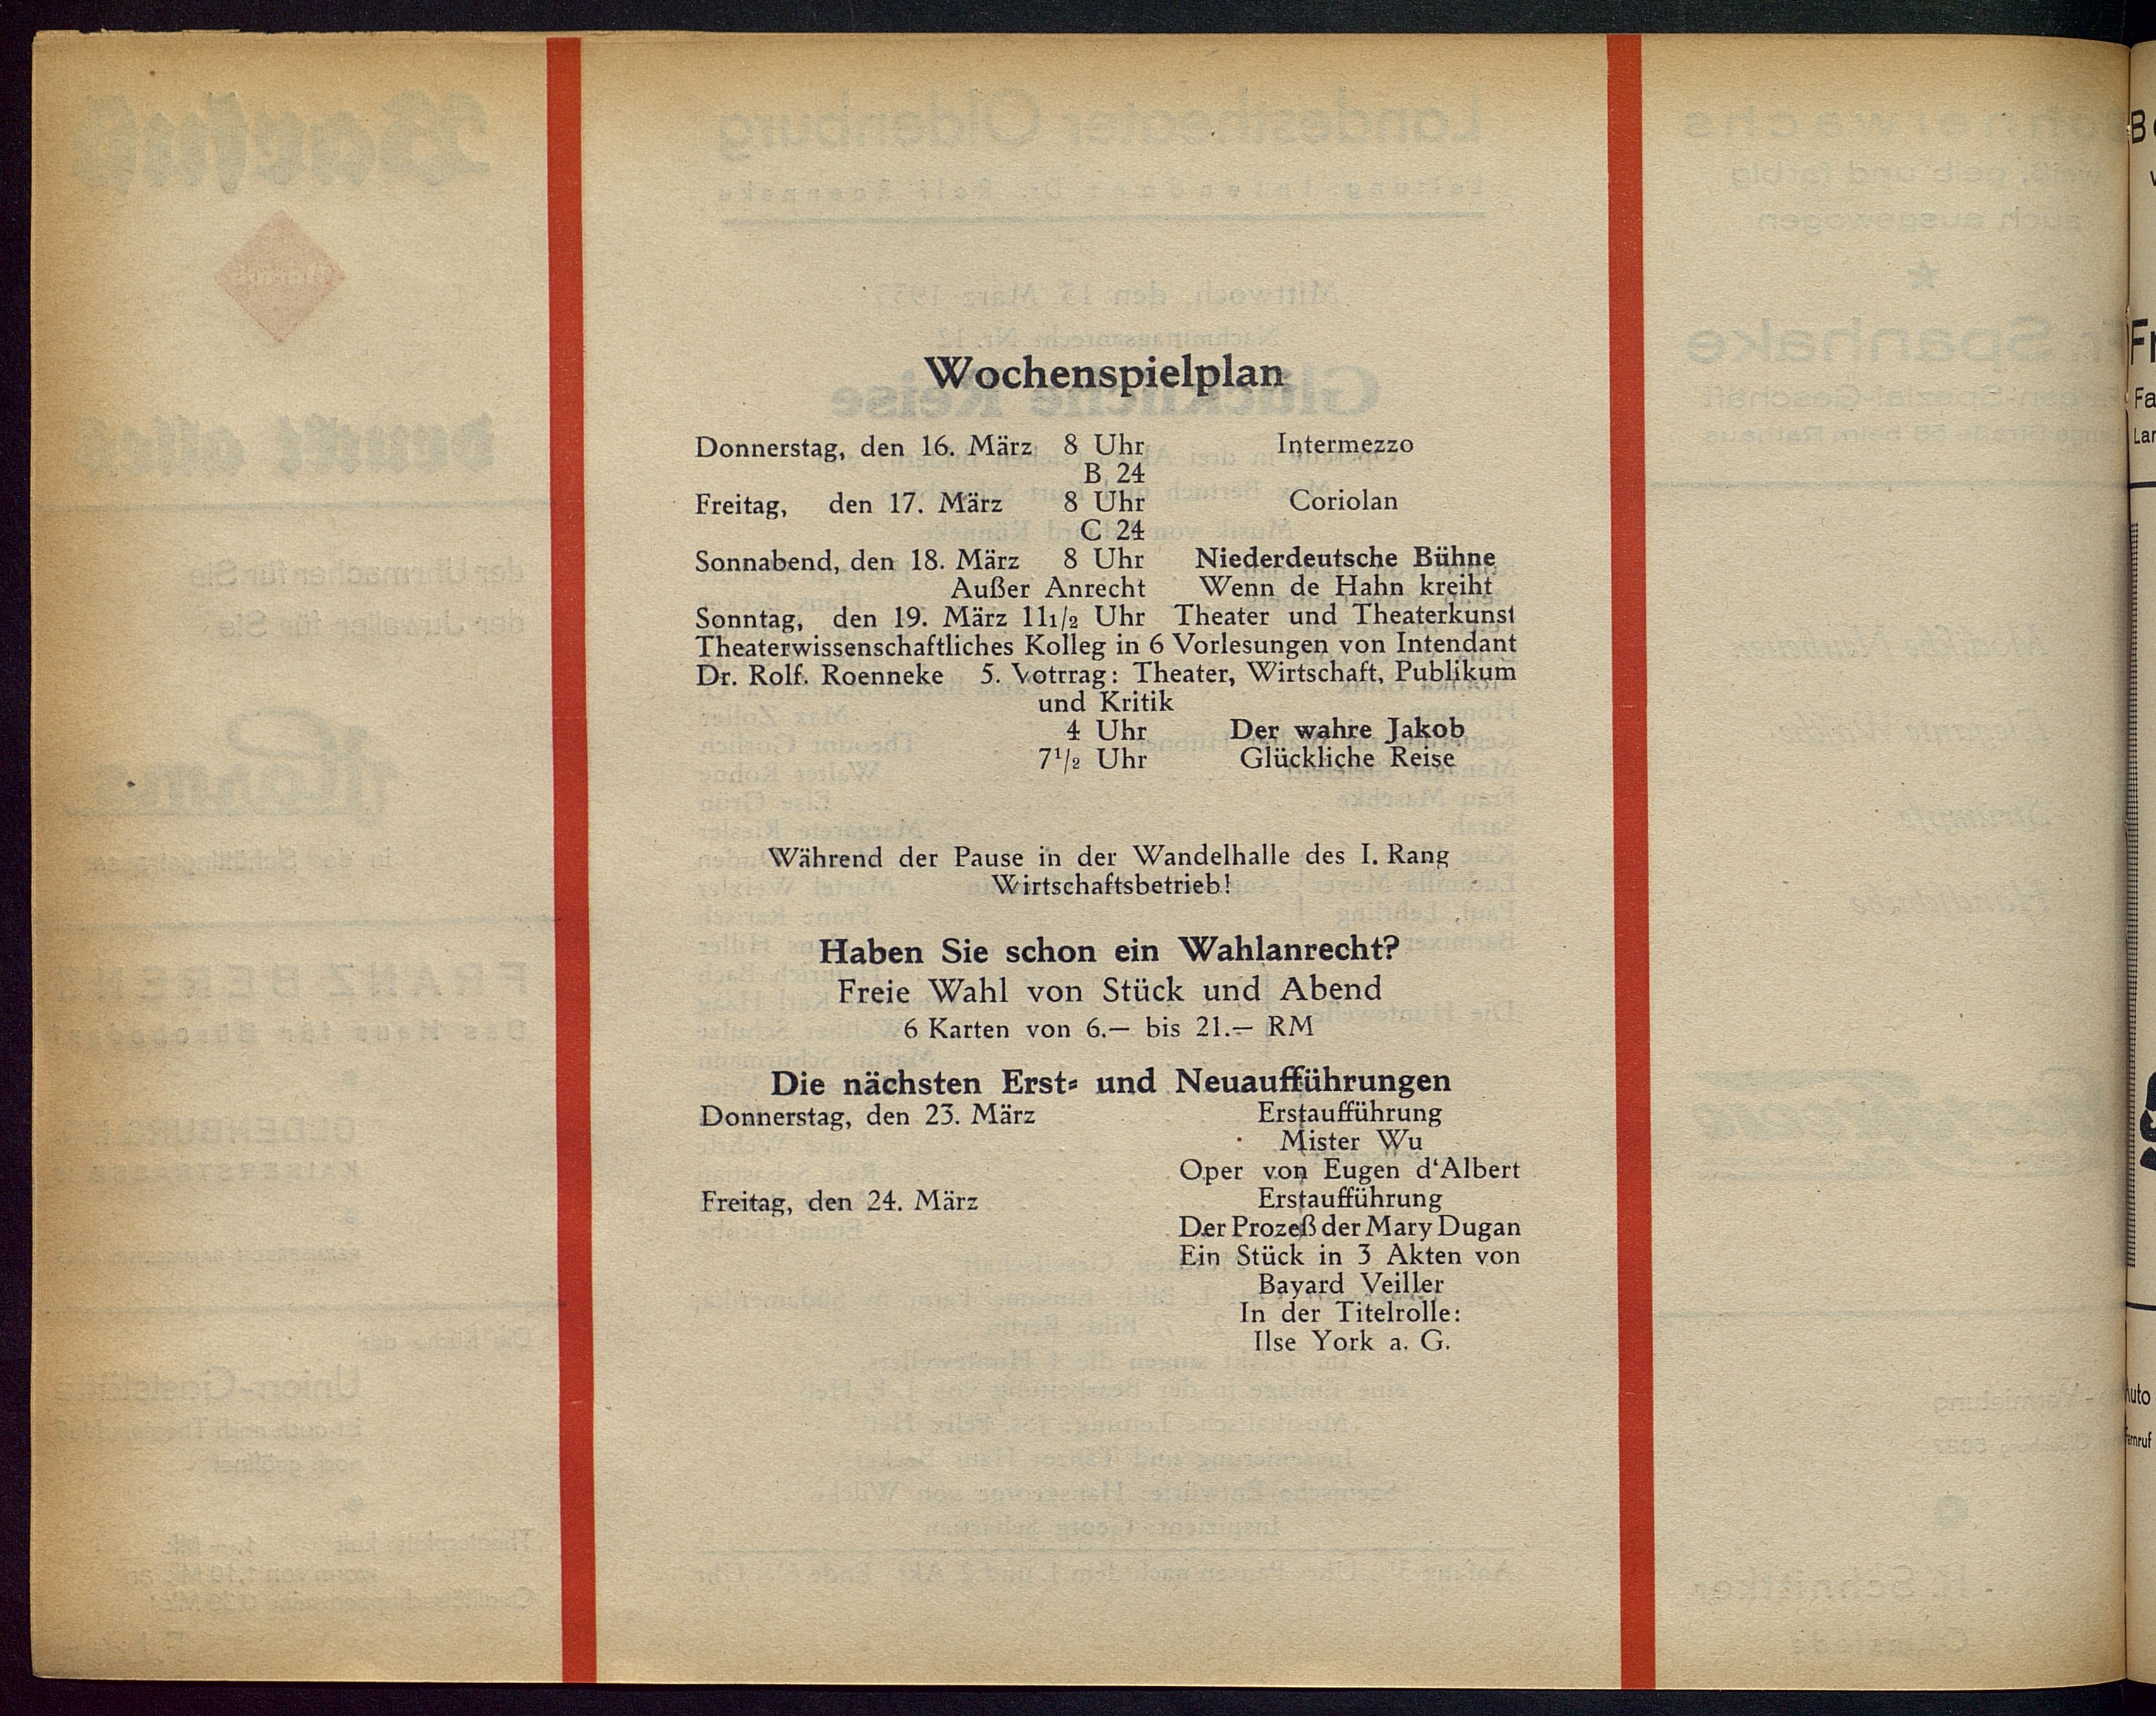 Wochenspielplan
Donnerstag, den 16. März 8 Uhr Intermezzo
B 24
Freitag, den 17. März 8 Uhr Coriolan
C 24
Sonnabend, den 18. März 8 Uhr Niederdeutsche Bühne
Außer Anrecht Wenn de Hahn kreiht
Sonntag, den 19. März 111/2 Uhr Theater und Theaterkunst
Theaterwissenschaftliches Kolleg in 6 Vorlesungen von Intendant
Dr. Rolf. Roenneke 5. Votrrag: Theater, Wirtschaft, Publikum
und Kritik
4 Uhr Der wahre Jakob
7¹/₂ Uhr Glückliche Reise
Während der Pause in der Wandelhalle des I. Rang
Wirtschaftsbetrieb!
Haben Sie schon ein Wahlanrecht?
Freie Wahl von Stück und Abend
6 Karten von 6.— bis 21.— RM
Die nächsten Erst- und Neuaufführungen
Donnerstag, den 23. März Erstaufführung
Mister Wu
Oper von Eugen d'Albert
Freitag, den 24. März Erstaufführung
Der Prozeß der Mary Dugan
Ein Stück in 3 Akten von
Bayard Veiller
In der Titelrolle:
Ilse York a. G.